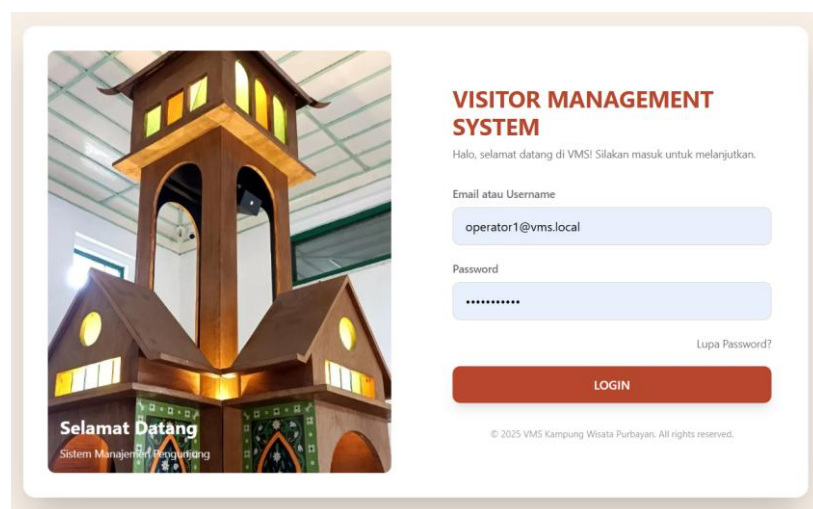 VISITOR MANAGEMENT
SYSTEM
Halo, selamat datang di VMS! Silakan masuk untuk melanjutkan.
Email atau Username
operator1@vms.local
Password
•••••••••••
Lupa Password?
LOGIN
© 2025 VMS Kampung Wisata Purbayan. All rights reserved.
Selamat Datang
Sistem Manajemen Pengunjung